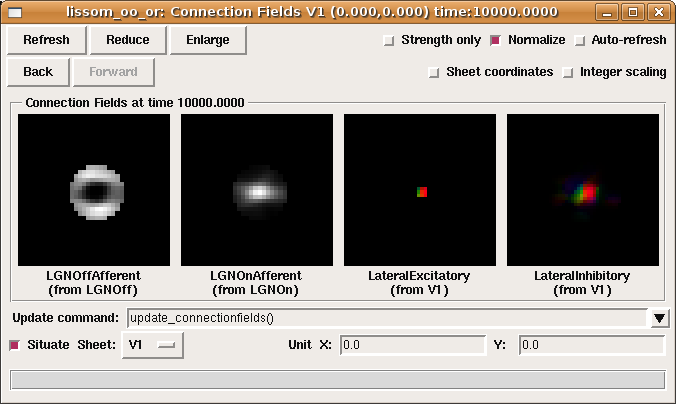 lissom_oo_or: Connection Fields V1 (0.000,0.000) time:10000.0000
Refresh Reduce Enlarge Strength only Normalize Auto-refresh
Back Forward Sheet coordinates Integer scaling
Connection Fields at time 10000.0000
LGNOffAfferent LGNOnAfferent LateralExcitatory LateralInhibitory
(from LGNOff) (from LGNOn) (from V1) (from V1)
Update command: update_connectionfields()
Situate Sheet: V1 Unit X: 0.0 Y: 0.0